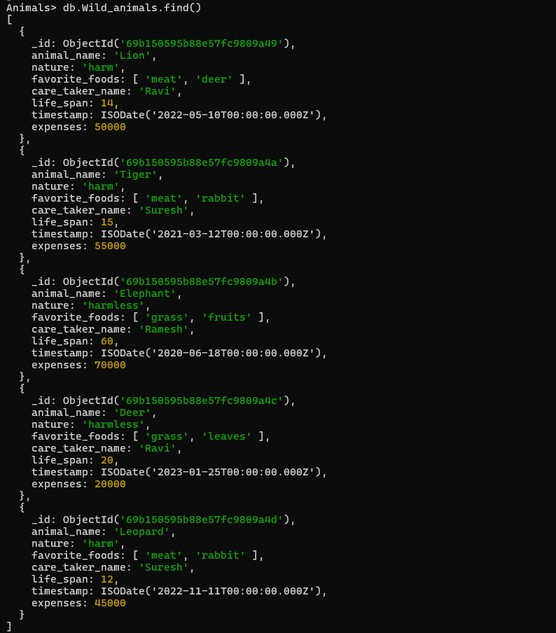 Animals> db.Wild_animals.find()
[
  {
    _id: ObjectId('69b150595b88e57fc9809a49'),
    animal_name: 'Lion',
    nature: 'harm',
    favorite_foods: [ 'meat', 'deer' ],
    care_taker_name: 'Ravi',
    life_span: 14,
    timestamp: ISODate('2022-05-10T00:00:00.000Z'),
    expenses: 50000
  },
  {
    _id: ObjectId('69b150595b88e57fc9809a4a'),
    animal_name: 'Tiger',
    nature: 'harm',
    favorite_foods: [ 'meat', 'rabbit' ],
    care_taker_name: 'Suresh',
    life_span: 15,
    timestamp: ISODate('2021-03-12T00:00:00.000Z'),
    expenses: 55000
  },
  {
    _id: ObjectId('69b150595b88e57fc9809a4b'),
    animal_name: 'Elephant',
    nature: 'harmless',
    favorite_foods: [ 'grass', 'fruits' ],
    care_taker_name: 'Ramesh',
    life_span: 60,
    timestamp: ISODate('2020-06-18T00:00:00.000Z'),
    expenses: 70000
  },
  {
    _id: ObjectId('69b150595b88e57fc9809a4c'),
    animal_name: 'Deer',
    nature: 'harmless',
    favorite_foods: [ 'grass', 'leaves' ],
    care_taker_name: 'Ravi',
    life_span: 20,
    timestamp: ISODate('2023-01-25T00:00:00.000Z'),
    expenses: 20000
  },
  {
    _id: ObjectId('69b150595b88e57fc9809a4d'),
    animal_name: 'Leopard',
    nature: 'harm',
    favorite_foods: [ 'meat', 'rabbit' ],
    care_taker_name: 'Suresh',
    life_span: 12,
    timestamp: ISODate('2022-11-11T00:00:00.000Z'),
    expenses: 45000
  }
]